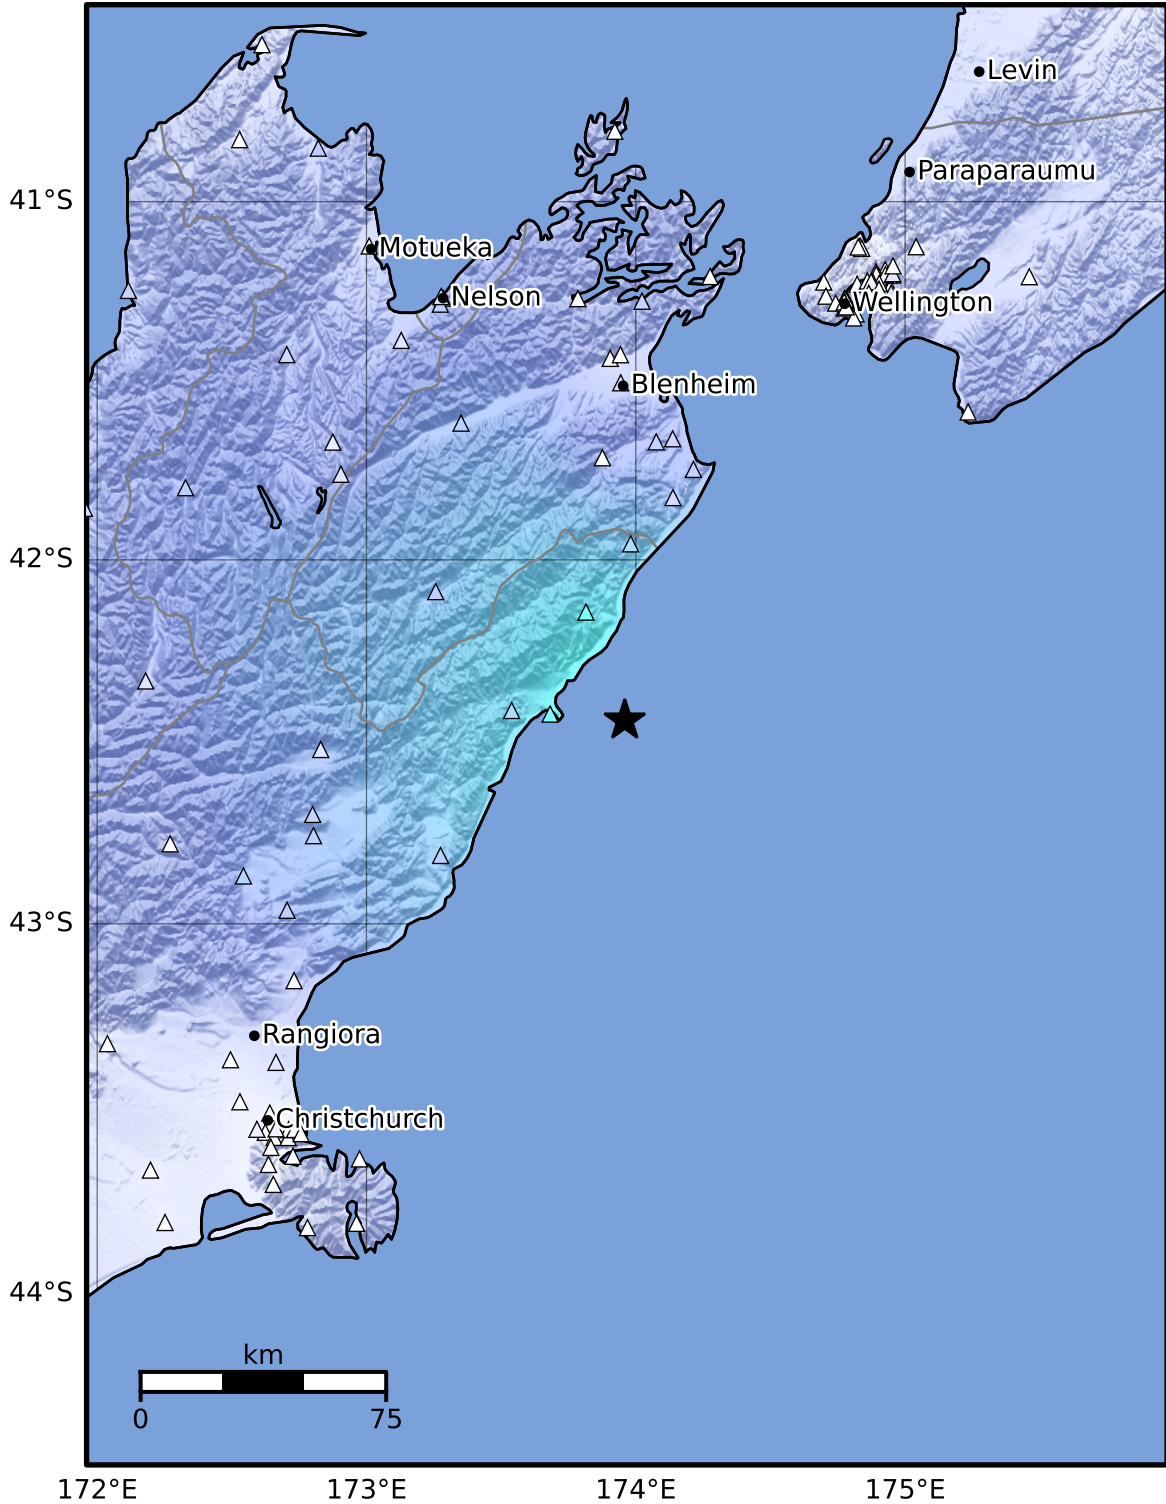 Levin
Paraparaumu
41°S
Motueka
Nelson
Wellington
Blenheim
42°S
43°S
Rangiora
Christchurch
44°S
km
0 75
172°E 173°E 174°E 175°E